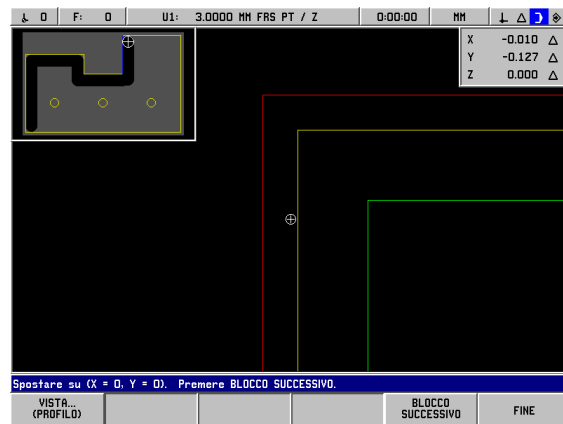 0 F: 0 U1: 3.0000 MM FRS PT / Z 0:00:00 MM
X -0.010
Y -0.127
Z 0.000
Spostare su (X = 0, Y = 0). Premere BLOCCO SUCCESSIVO.
VISTA...
(PROFILO)
BLOCCO
SUCCESSIVO
FINE